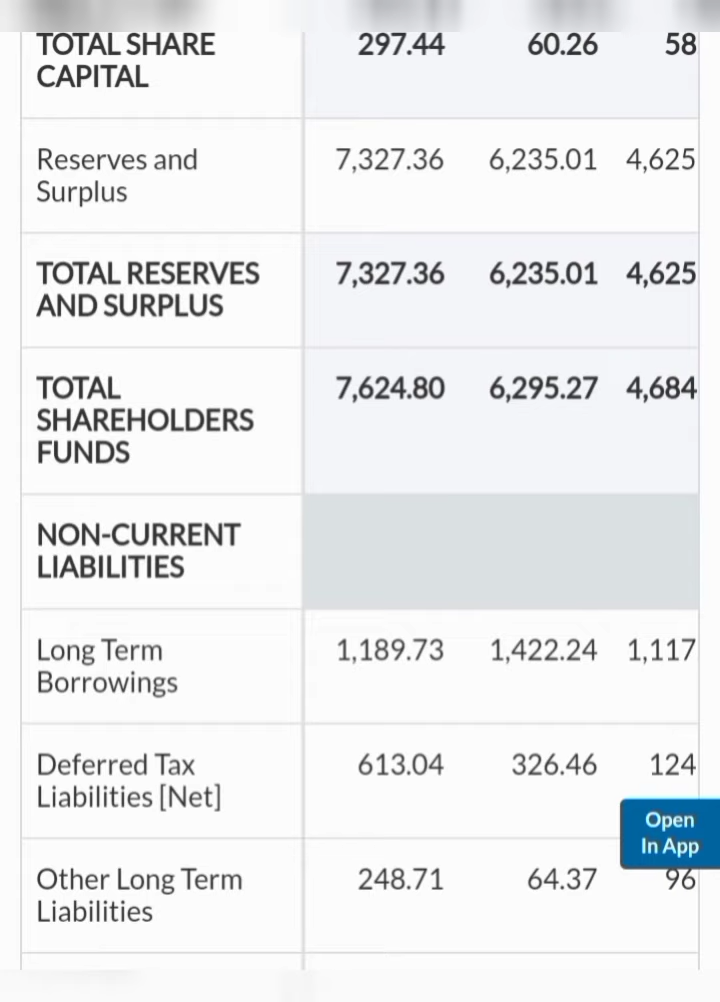 TOTAL SHARE 297.44 60.26 58
CAPITAL
Reserves and 7,327.36 6,235.01 4,625
Surplus
TOTAL RESERVES 7,327.36 6,235.01 4,625
AND SURPLUS
TOTAL 7,624.80 6,295.27 4,684
SHAREHOLDERS
FUNDS
NON-CURRENT
LIABILITIES
Long Term 1,189.73 1,422.24 1,117
Borrowings
Deferred Tax 613.04 326.46 124
Liabilities [Net]
Open
In App
Other Long Term 248.71 64.37 96
Liabilities